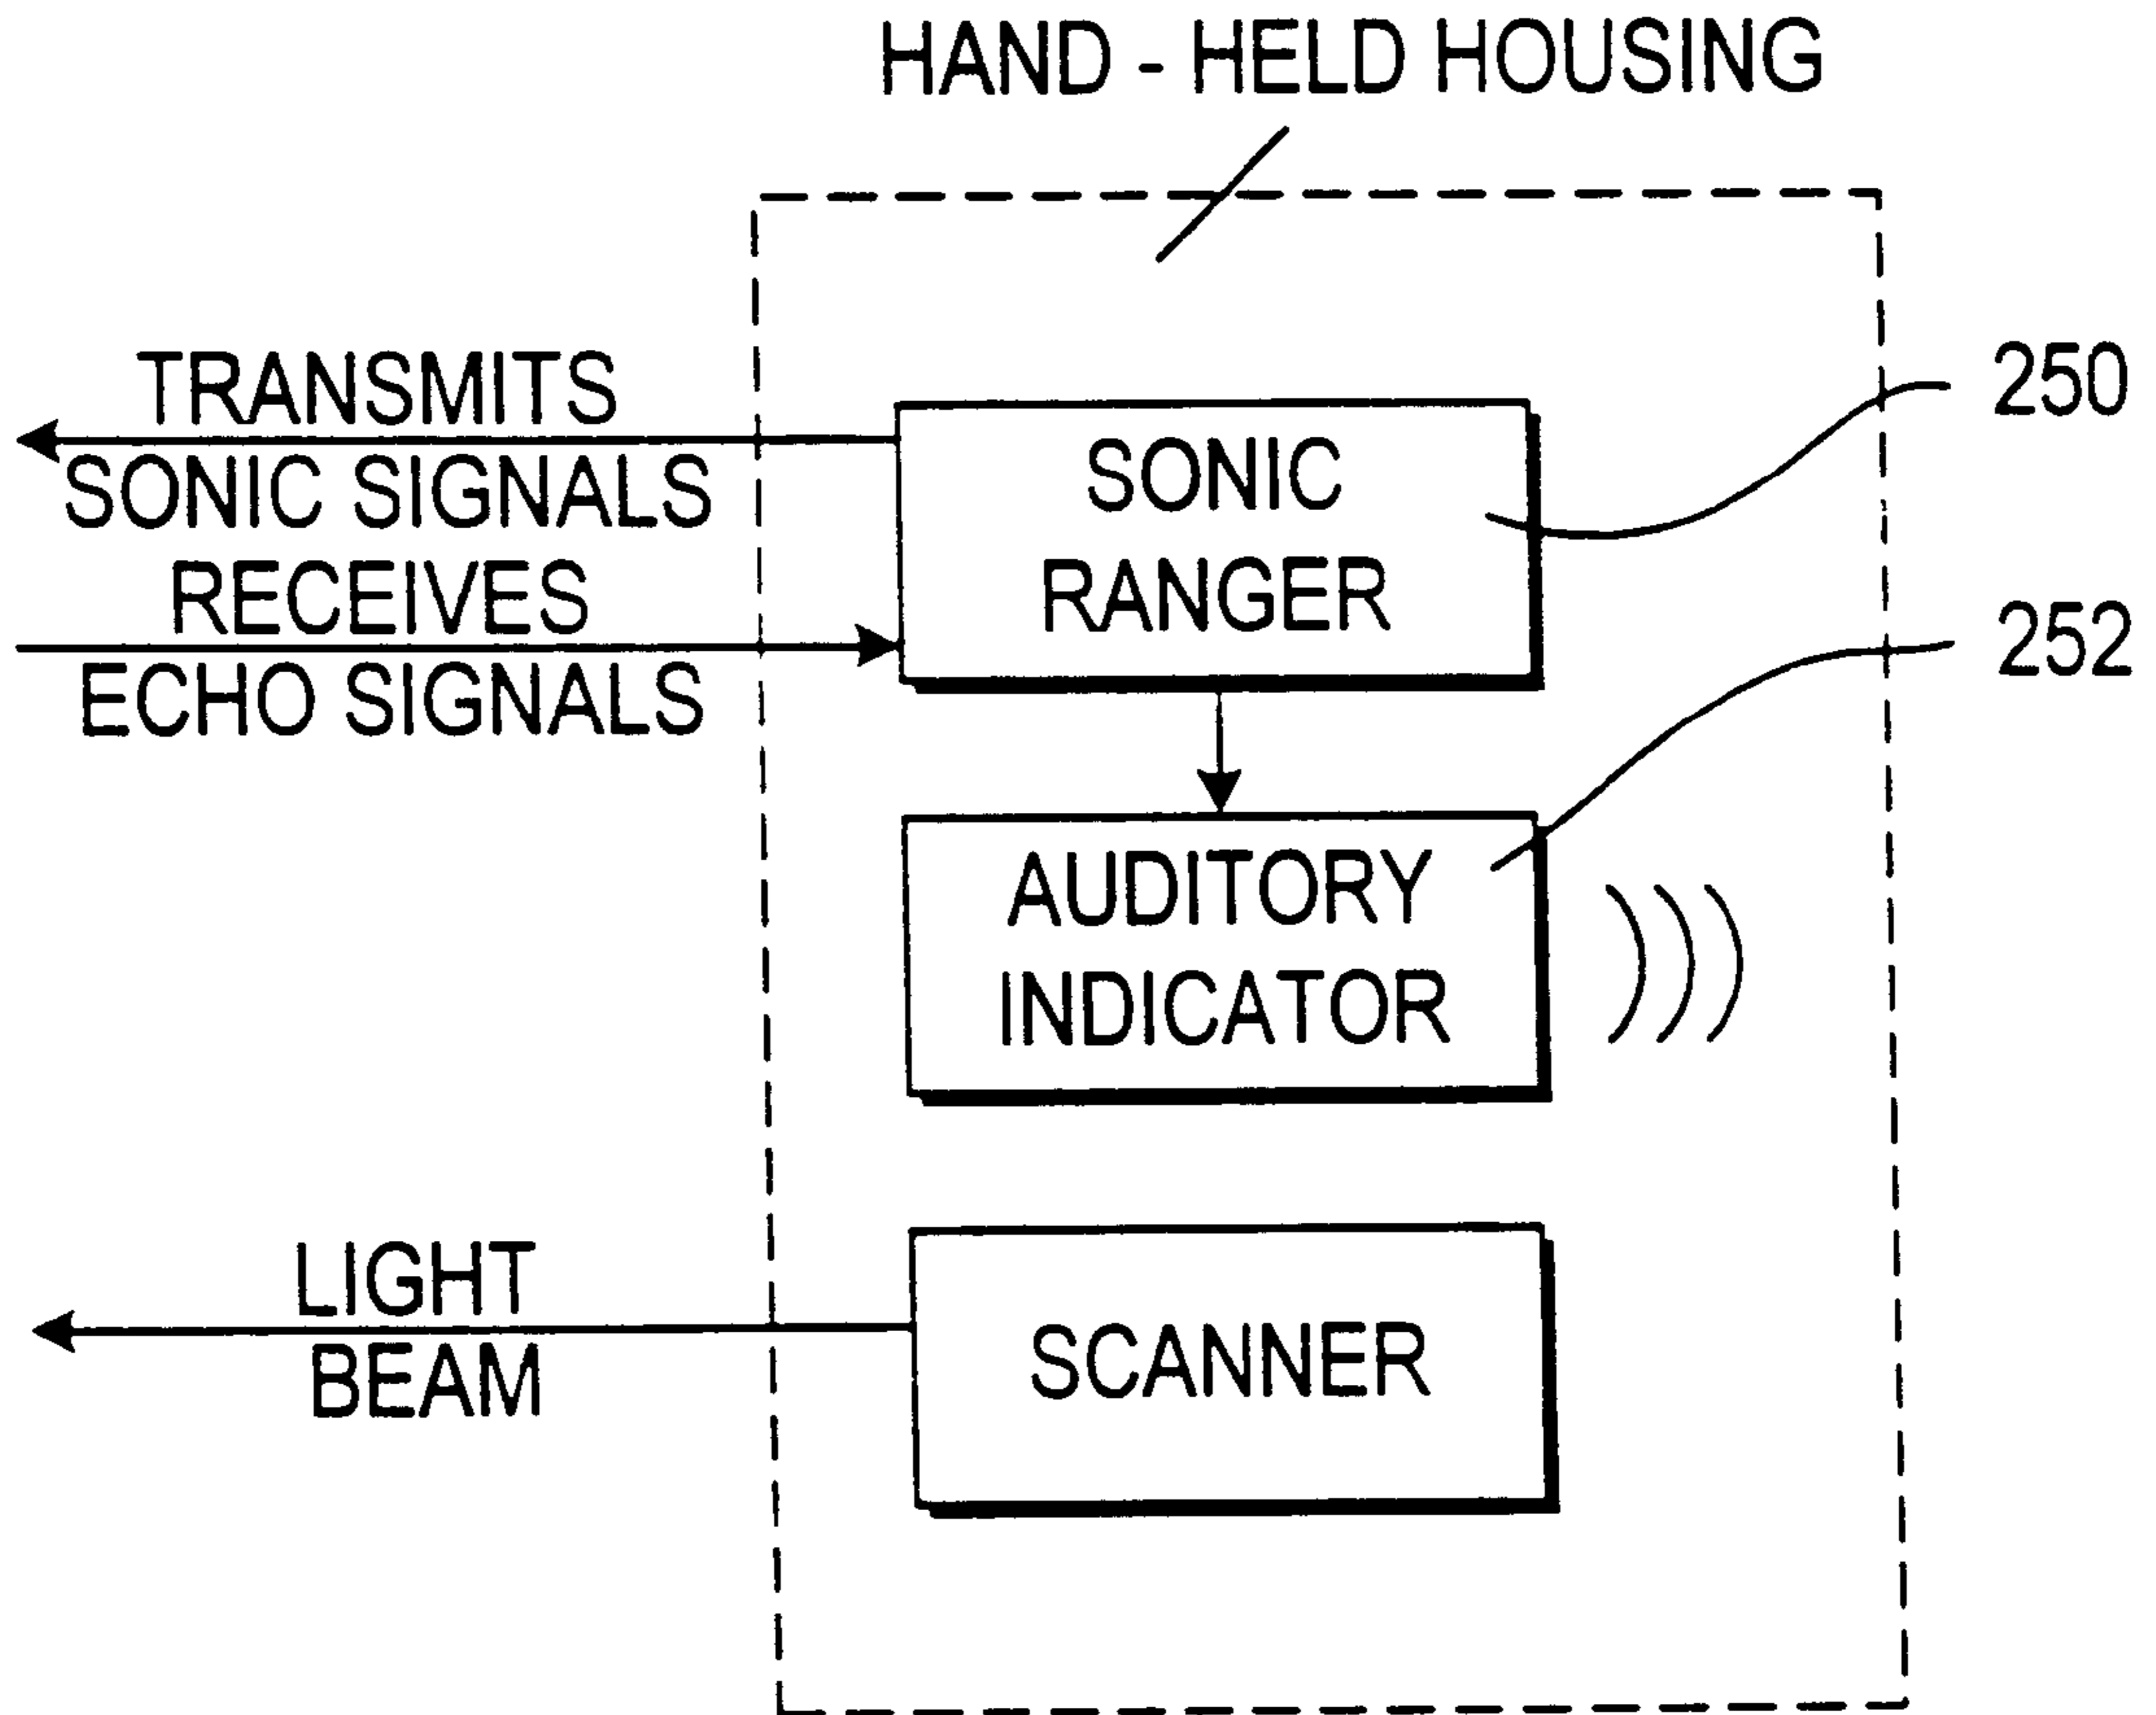 HAND - HELD HOUSING
TRANSMITS
SONIC SIGNALS
RECEIVES
ECHO SIGNALS
SONIC
RANGER
250
252
AUDITORY
INDICATOR
LIGHT
BEAM
SCANNER